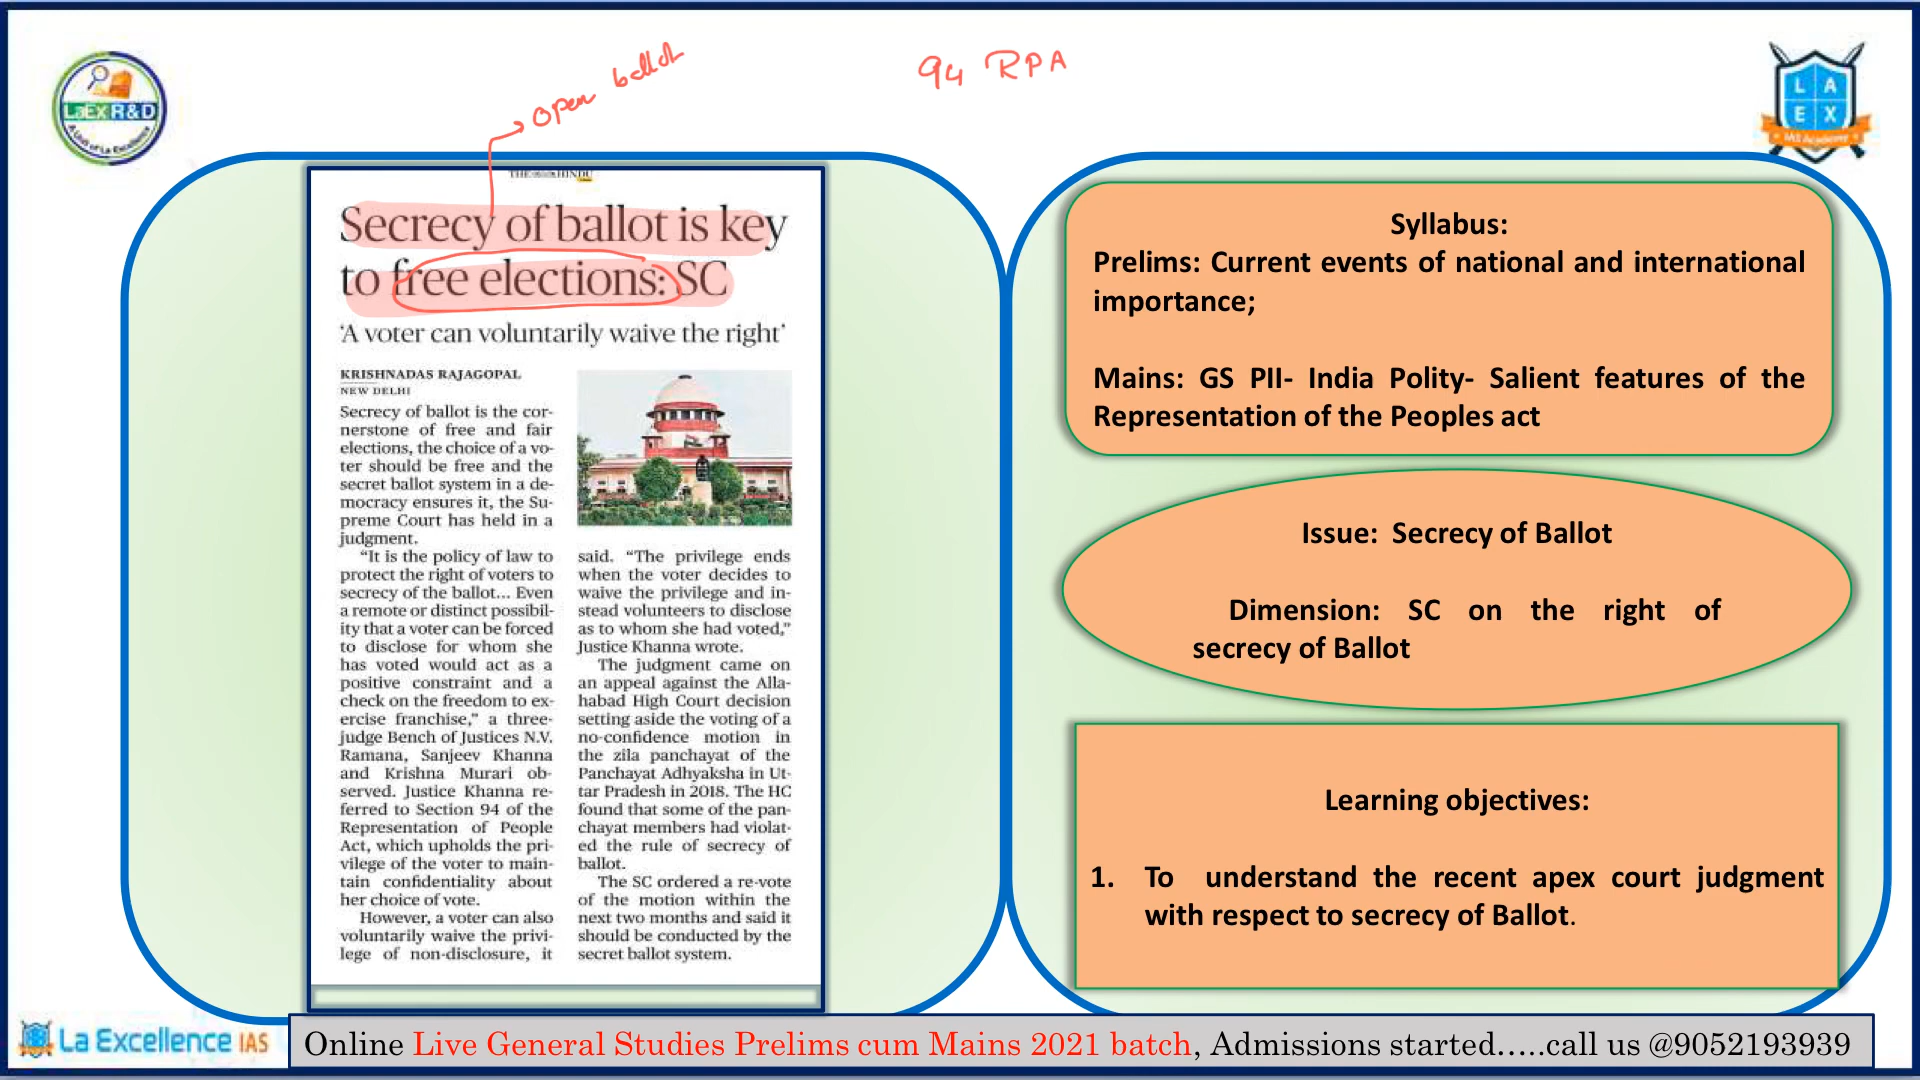 open ballot
94 RPA
LaEx R&D
A Unit of La Excellence
L A
E X
IAS Academy
THE HINDU
Secrecy of ballot is key
to free elections: SC
‘A voter can voluntarily waive the right’
KRISHNADAS RAJAGOPAL
NEW DELHI
Secrecy of ballot is the cor-
nerstone of free and fair
elections, the choice of a vo-
ter should be free and the
secret ballot system in a de-
mocracy ensures it, the Su-
preme Court has held in a
judgment.
“It is the policy of law to
protect the right of voters to
secrecy of the ballot... Even
a remote or distinct possibil-
ity that a voter can be forced
to disclose for whom she
has voted would act as a
positive constraint and a
check on the freedom to ex-
ercise franchise,” a three-
judge Bench of Justices N.V.
Ramana, Sanjeev Khanna
and Krishna Murari ob-
served. Justice Khanna re-
ferred to Section 94 of the
Representation of People
Act, which upholds the pri-
vilege of the voter to main-
tain confidentiality about
her choice of vote.
However, a voter can also
voluntarily waive the privi-
lege of non-disclosure, it
said. “The privilege ends
when the voter decides to
waive the privilege and in-
stead volunteers to disclose
as to whom she had voted,”
Justice Khanna wrote.
The judgment came on
an appeal against the Alla-
habad High Court decision
setting aside the voting of a
no-confidence motion in
the zila panchayat of the
Panchayat Adhyaksha in Ut-
tar Pradesh in 2018. The HC
found that some of the pan-
chayat members had violat-
ed the rule of secrecy of
ballot.
The SC ordered a re-vote
of the motion within the
next two months and said it
should be conducted by the
secret ballot system.
Syllabus:
Prelims: Current events of national and international
importance;
Mains: GS PII- India Polity- Salient features of the
Representation of the Peoples act
Issue: Secrecy of Ballot
Dimension: SC on the right of
secrecy of Ballot
Learning objectives:
1. To understand the recent apex court judgment
with respect to secrecy of Ballot.
La Excellence IAS
Online Live General Studies Prelims cum Mains 2021 batch, Admissions started…..call us @9052193939